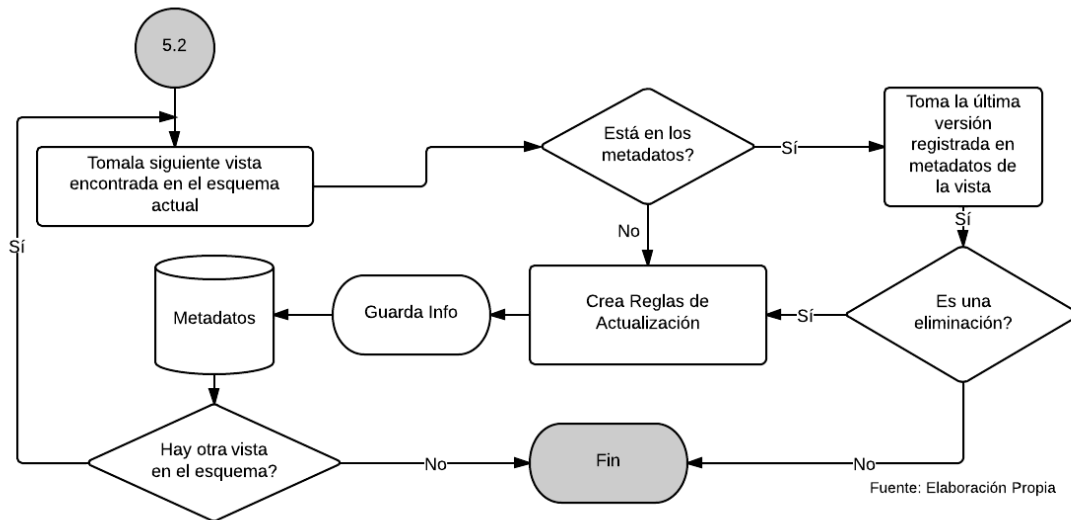 5.2
Tomala siguiente vista
encontrada en el esquema
actual
Está en los
metadatos?
Sí
Toma la última
versión
registrada en
metadatos de
la vista
Sí
No
Sí
Metadatos
Guarda Info
Crea Reglas de
Actualización
Sí
Es una
eliminación?
Hay otra vista
en el esquema?
No
Fin
No
Fuente: Elaboración Propia